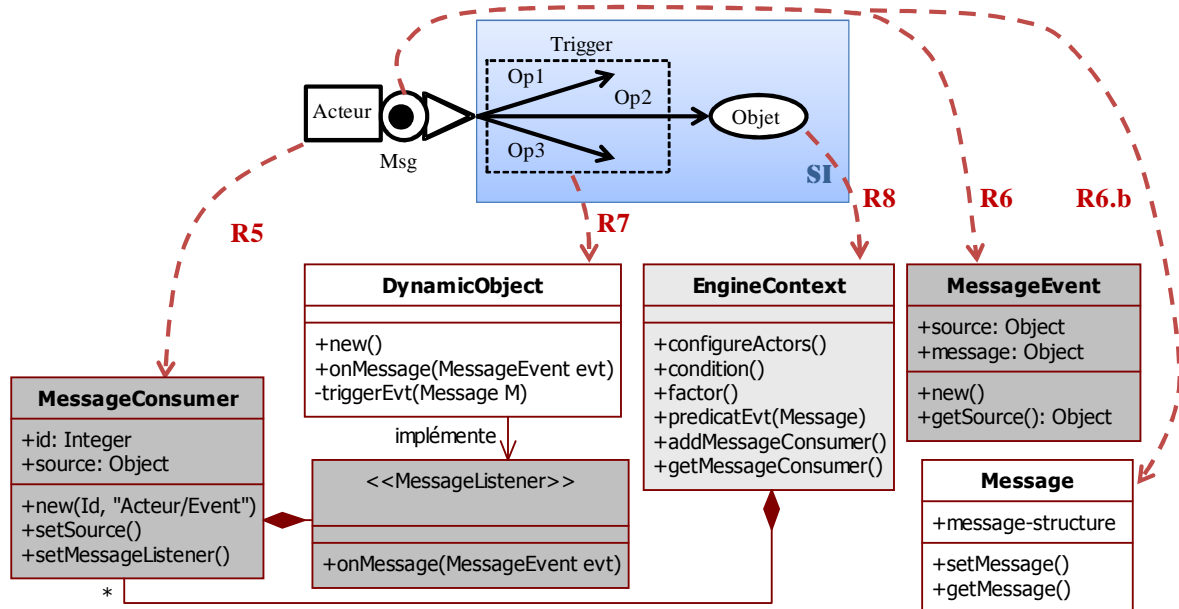 Trigger
Op1
Op2
Acteur
Objet
Op3
Msg
SI
R5
R7
R8
R6
R6.b
DynamicObject
+new()
+onMessage(MessageEvent evt)
-triggerEvt(Message M)
EngineContext
+configureActors()
+condition()
+factor()
+predicatEvt(Message)
+addMessageConsumer()
+getMessageConsumer()
MessageEvent
+source: Object
+message: Object
+new()
+getSource(): Object
MessageConsumer
+id: Integer
+source: Object
+new(Id, "Acteur/Event")
+setSource()
+setMessageListener()
implémente
<<MessageListener>>
+onMessage(MessageEvent evt)
Message
+message-structure
+setMessage()
+getMessage()
*